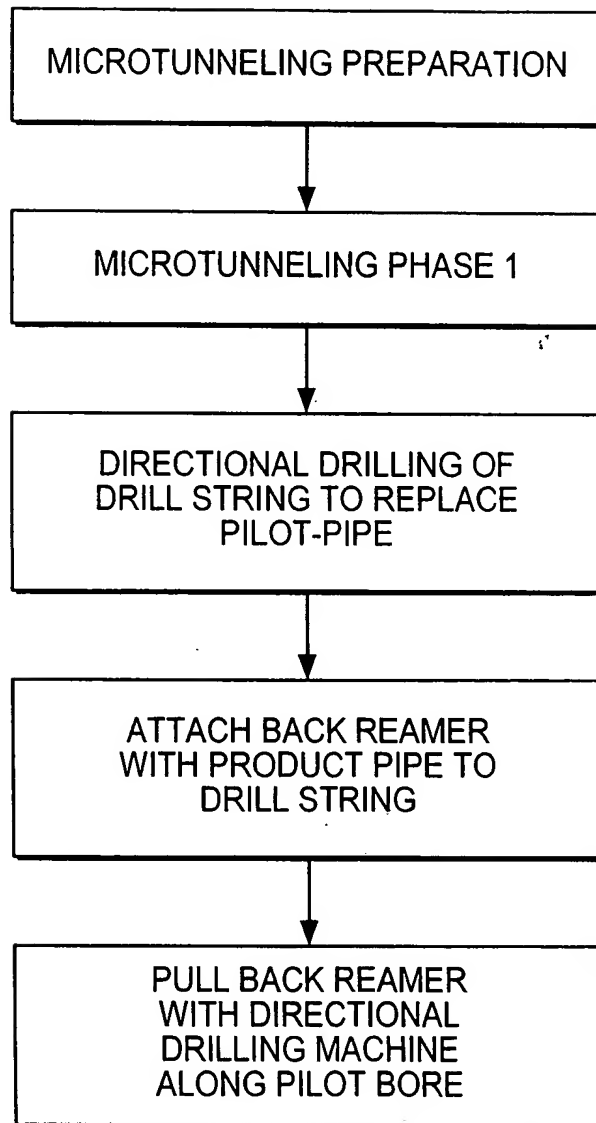 MICROTUNNELING PREPARATION
MICROTUNNELING PHASE 1
DIRECTIONAL DRILLING OF
DRILL STRING TO REPLACE
PILOT-PIPE
ATTACH BACK REAMER
WITH PRODUCT PIPE TO
DRILL STRING
PULL BACK REAMER
WITH DIRECTIONAL
DRILLING MACHINE
ALONG PILOT BORE